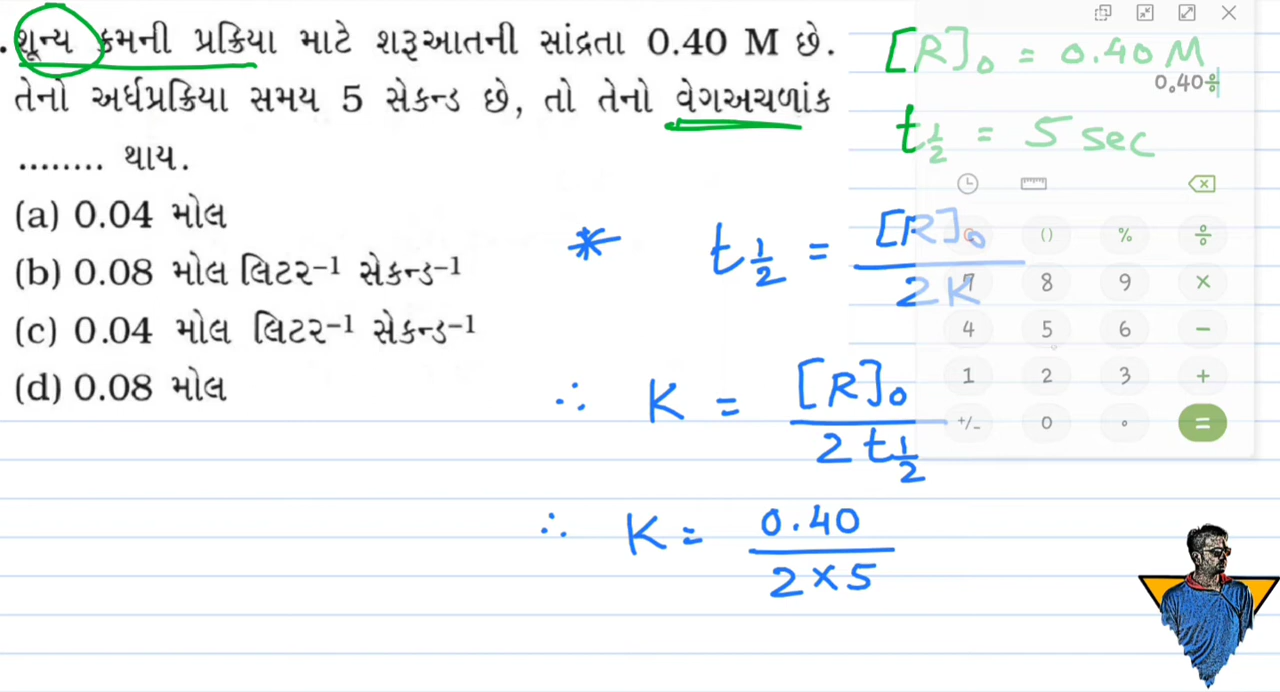 . શૂન્ય ક્રમની પ્રક્રિયા માટે શરૂઆતની સાંદ્રતા 0.40 M છે.
તેનો અર્ધપ્રક્રિયા સમય 5 સેકન્ડ છે, તો તેનો વેગઅચળાંક
........ થાય.
(a) 0.04 મોલ
(b) 0.08 મોલ લિટર⁻¹ સેકન્ડ⁻¹
(c) 0.04 મોલ લિટર⁻¹ સેકન્ડ⁻¹
(d) 0.08 મોલ
[R]₀ = 0.40 M
0.40÷
t½ = 5 sec
* t½ = [R]₀ / 2K
∴ K = [R]₀ / 2 t½
∴ K = 0.40 / 2 × 5
C () % ÷
7 8 9 ×
4 5 6 −
1 2 3 +
+/− 0 . =